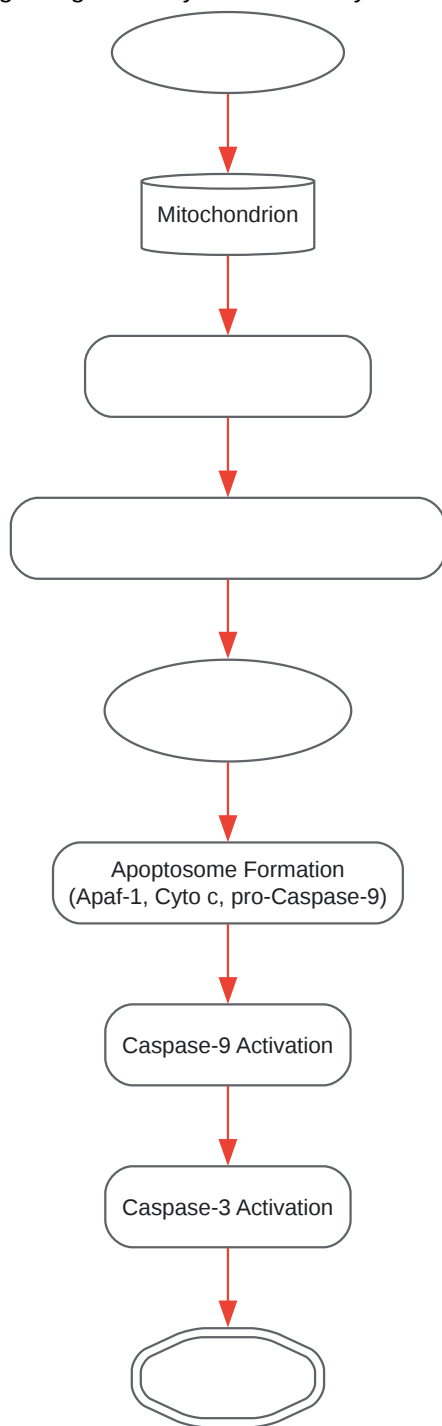 Mitochondrion
Apoptosome Formation
(Apaf-1, Cyto c, pro-Caspase-9)
Caspase-9 Activation
Caspase-3 Activation